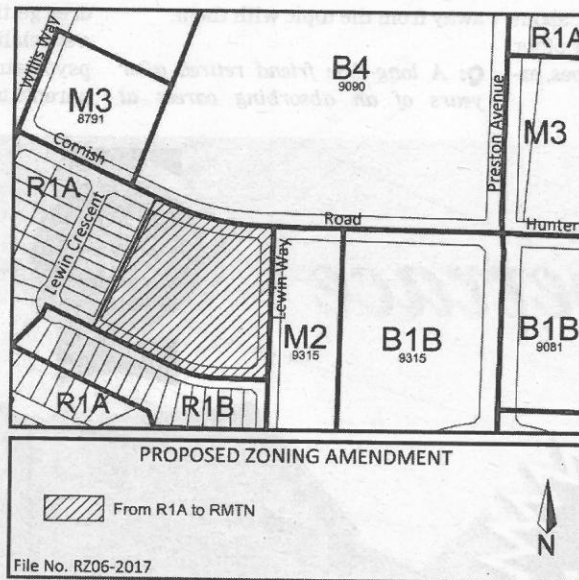 Willis Way
M3
8791
B4
9090
R1A
M3
Preston Avenue
Cornish
Road
Hunter
R1A
Lewin Crescent
Lewin Way
M2
9315
B1B
9315
B1B
9081
R1A
R1B
PROPOSED ZONING AMENDMENT
From R1A to RMTN
N
File No. RZ06-2017